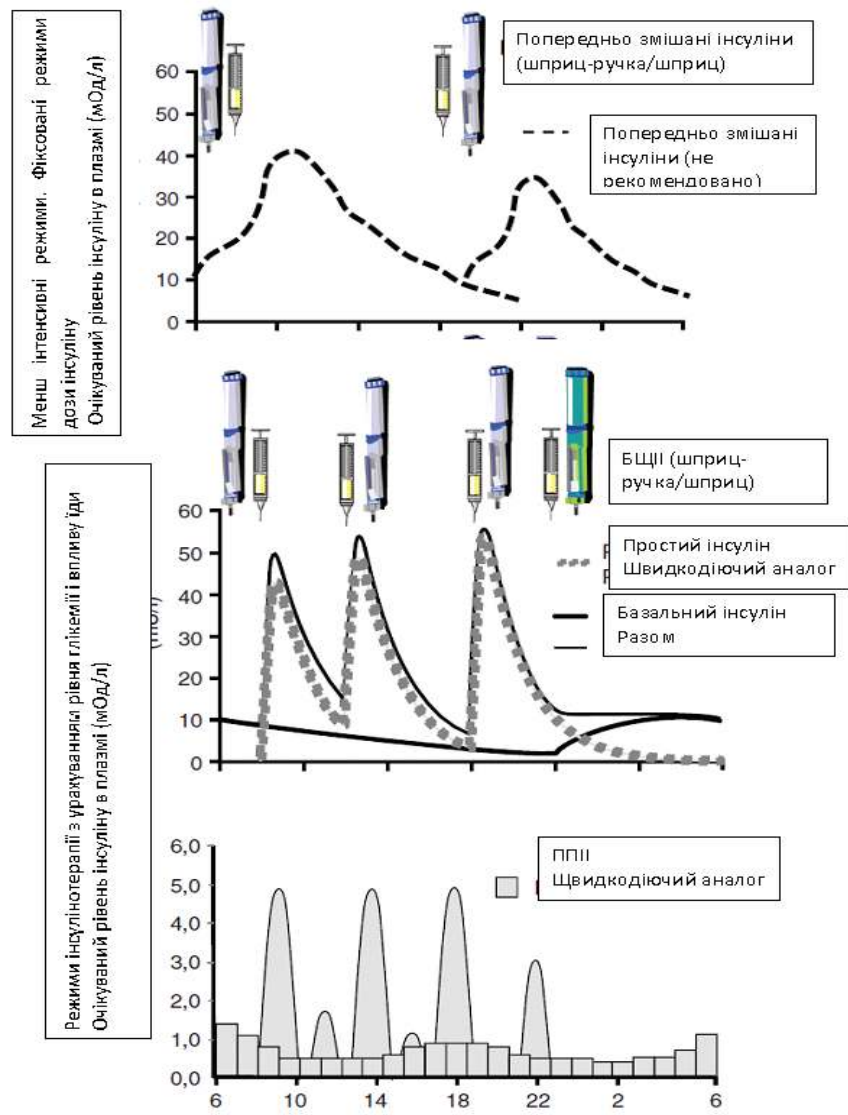 Менш інтенсивні режими. Фіксовані режими
дози інсуліну
Очікуваний рівень інсуліну в плазмі (мОд/л)
Попередньо змішані інсуліни
(шприц-ручка/шприц)
Попередньо змішані
інсуліни (не
рекомендовано)
60
50
40
30
20
10
0
Режими інсулінотерапії з урахуванням рівня глікемії і впливу їди
Очікуваний рівень інсуліну в плазмі (мОд/л)
БЩІІ (шприц-
ручка/шприц)
Простий інсулін
Швидкодіючий аналог
Базальний інсулін
Разом
60
50
40
30
20
10
0
ППІІ
Щвидкодіючий аналог
6,0
5,0
4,0
3,0
2,0
1,0
0,0
6 10 14 18 22 2 6